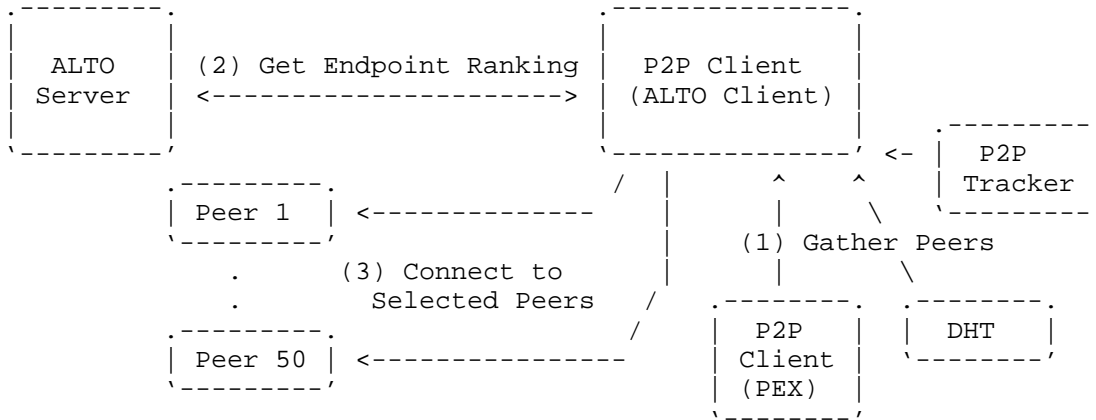 ALTO
Server
(2) Get Endpoint Ranking
P2P Client
(ALTO Client)
P2P
Tracker
Peer 1
(1) Gather Peers
(3) Connect to
Selected Peers
Peer 50
P2P
Client
(PEX)
DHT